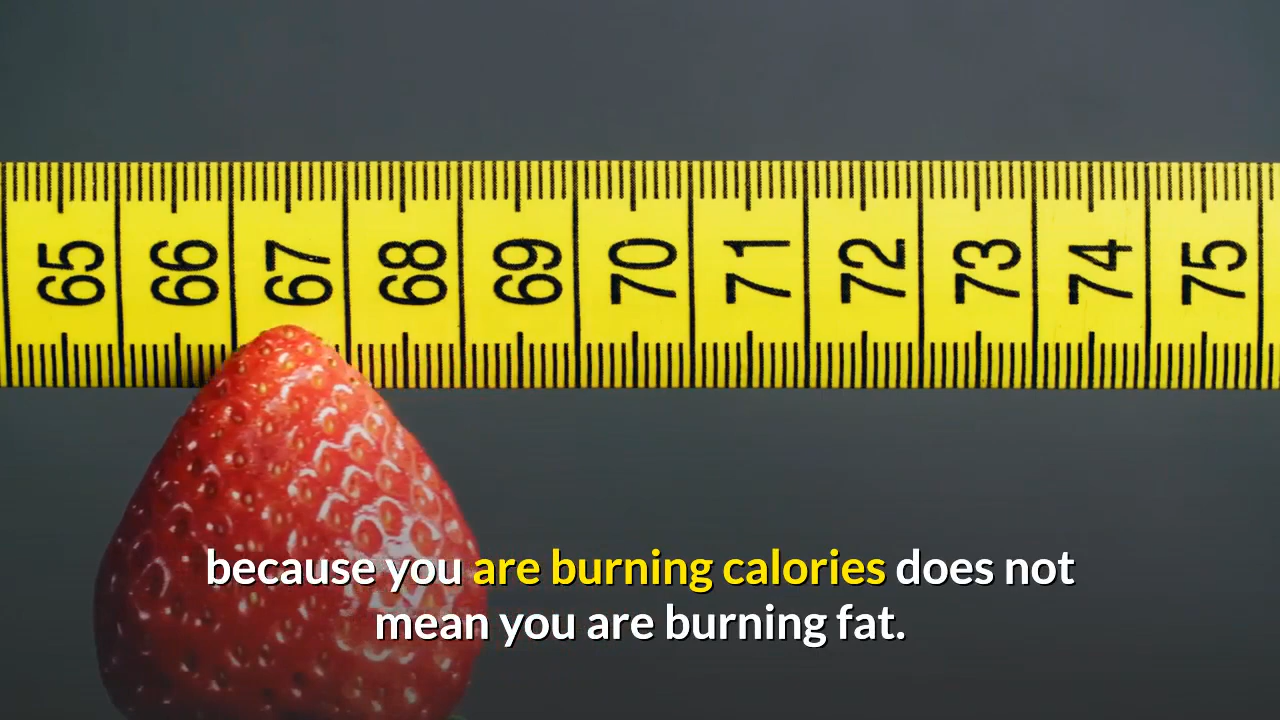 65 66 67 68 69 70 71 72 73 74 75
because you are burning calories does not
mean you are burning fat.